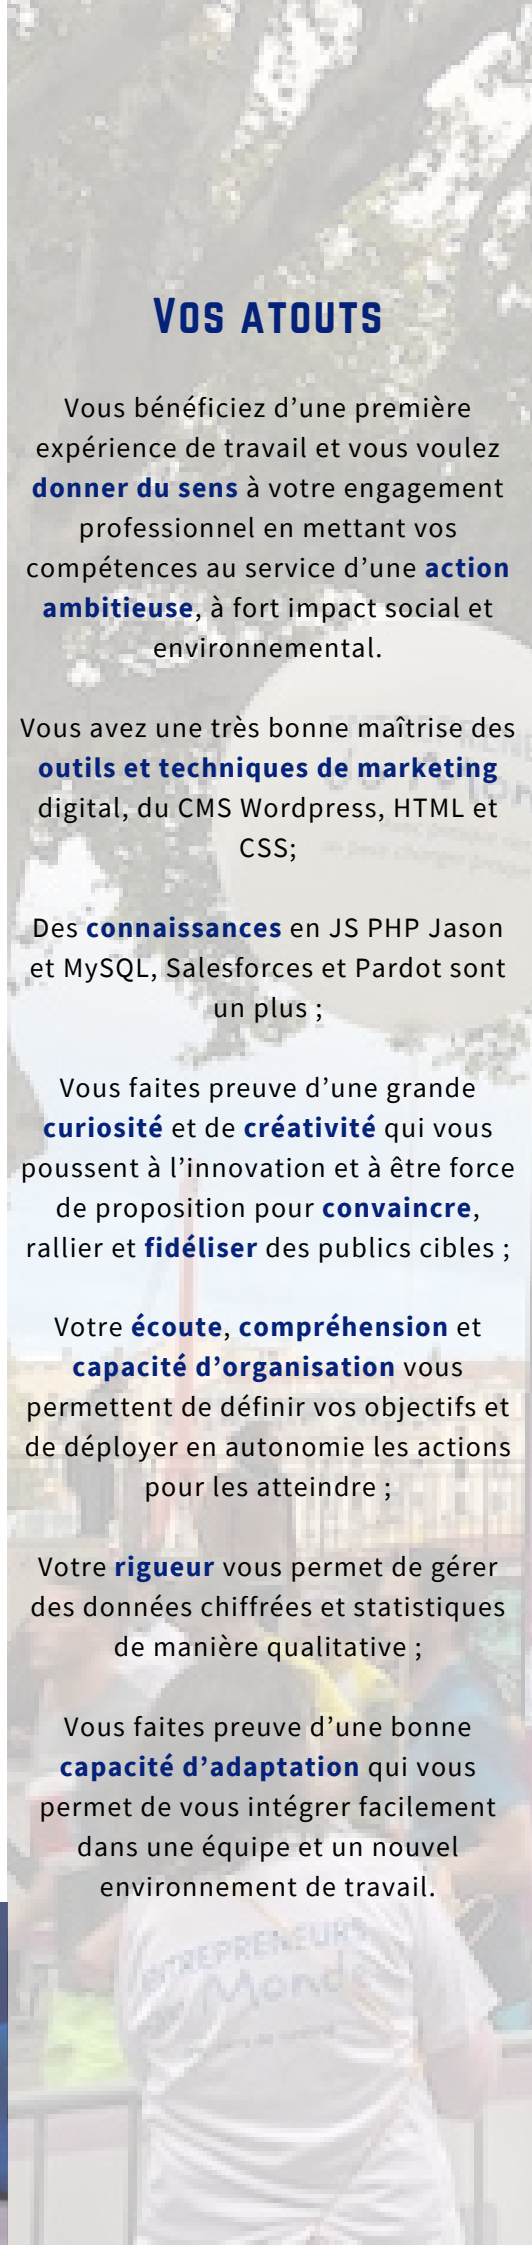 Vos atouts
Vous bénéficiez d’une première
expérience de travail et vous voulez
donner du sens à votre engagement
professionnel en mettant vos
compétences au service d’une action
ambitieuse, à fort impact social et
environnemental.
Vous avez une très bonne maîtrise des
outils et techniques de marketing
digital, du CMS Wordpress, HTML et
CSS;
Des connaissances en JS PHP Jason
et MySQL, Salesforces et Pardot sont
un plus ;
Vous faites preuve d’une grande
curiosité et de créativité qui vous
poussent à l’innovation et à être force
de proposition pour convaincre,
rallier et fidéliser des publics cibles ;
Votre écoute, compréhension et
capacité d’organisation vous
permettent de définir vos objectifs et
de déployer en autonomie les actions
pour les atteindre ;
Votre rigueur vous permet de gérer
des données chiffrées et statistiques
de manière qualitative ;
Vous faites preuve d’une bonne
capacité d’adaptation qui vous
permet de vous intégrer facilement
dans une équipe et un nouvel
environnement de travail.
ENTREPRENEURS
Monde